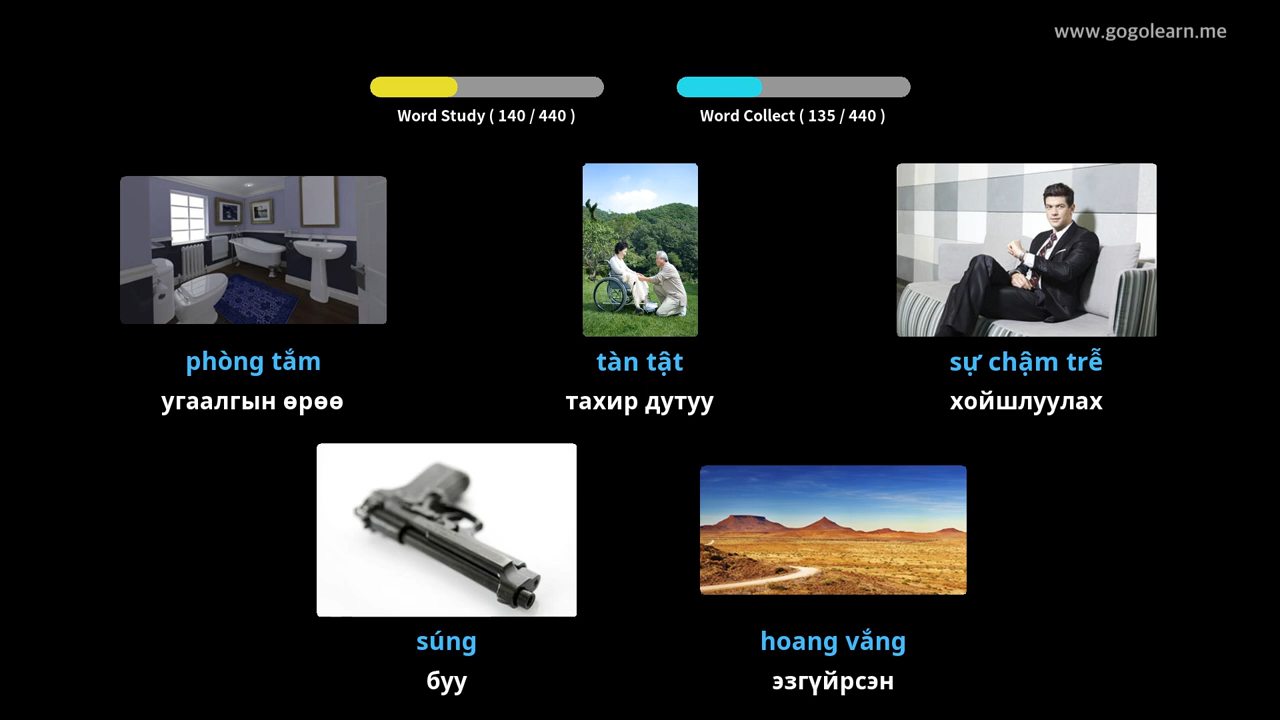 www.gogolearn.me
Word Study ( 140 / 440 )
Word Collect ( 135 / 440 )
phòng tắm
угаалгын өрөө
tàn tật
тахир дутуу
sự chậm trễ
хойшлуулах
súng
буу
hoang vắng
эзгүйрсэн